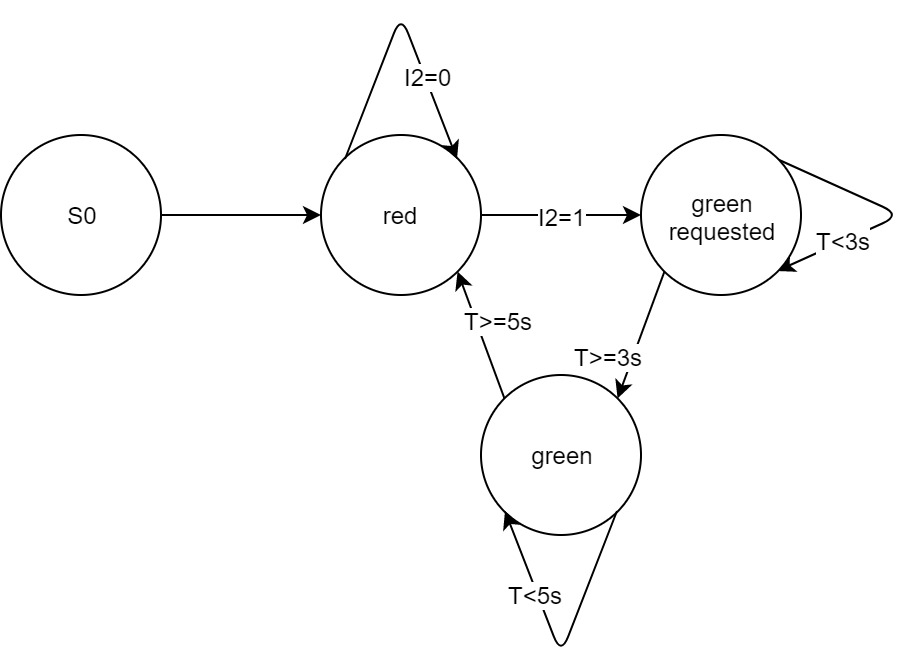 I2=0
S0
red
I2=1
green
requested
T<3s
T>=5s
T>=3s
green
T<5s